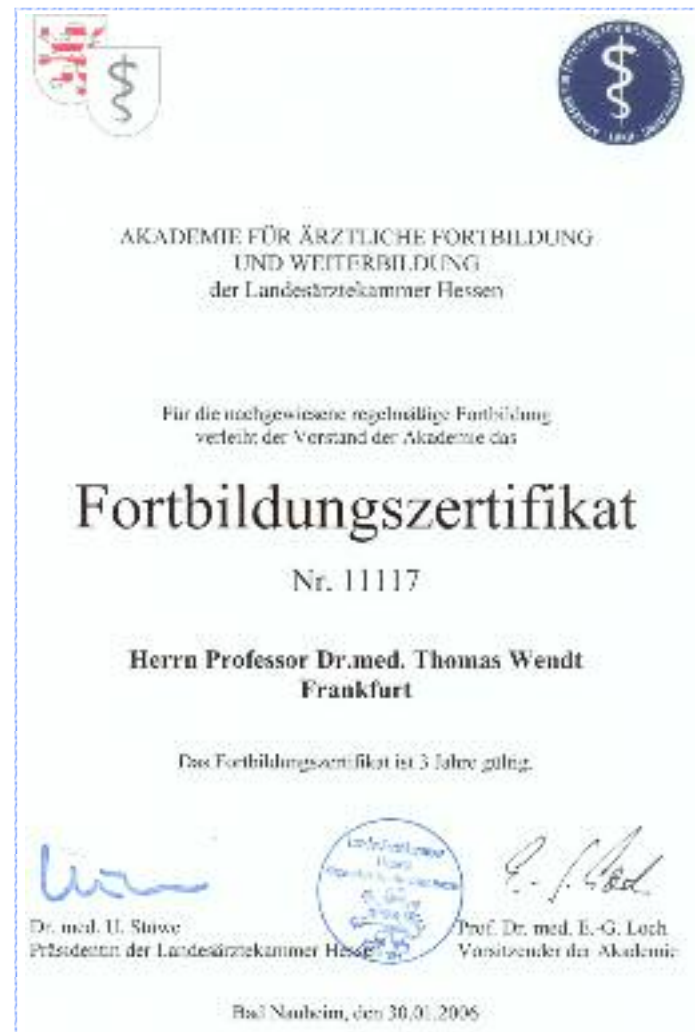 AKADEMIE FÜR ÄRZTLICHE FORTBILDUNG
UND WEITERBILDUNG
der Landesärztekammer Hessen
Für die nachgewiesene regelmäßige Fortbildung
verleiht der Vorstand der Akademie das
Fortbildungszertifikat
Nr. 11117
Herrn Professor Dr.med. Thomas Wendt
Frankfurt
Das Fortbildungszertifikat ist 3 Jahre gültig.
Landesärztekammer
Dr. med. U. Stüwe
Prof. Dr. med. E.-G. Loch
Präsidentin der Landesärztekammer Hessen
Vorsitzender der Akademie
Bad Nauheim, den 30.01.2006